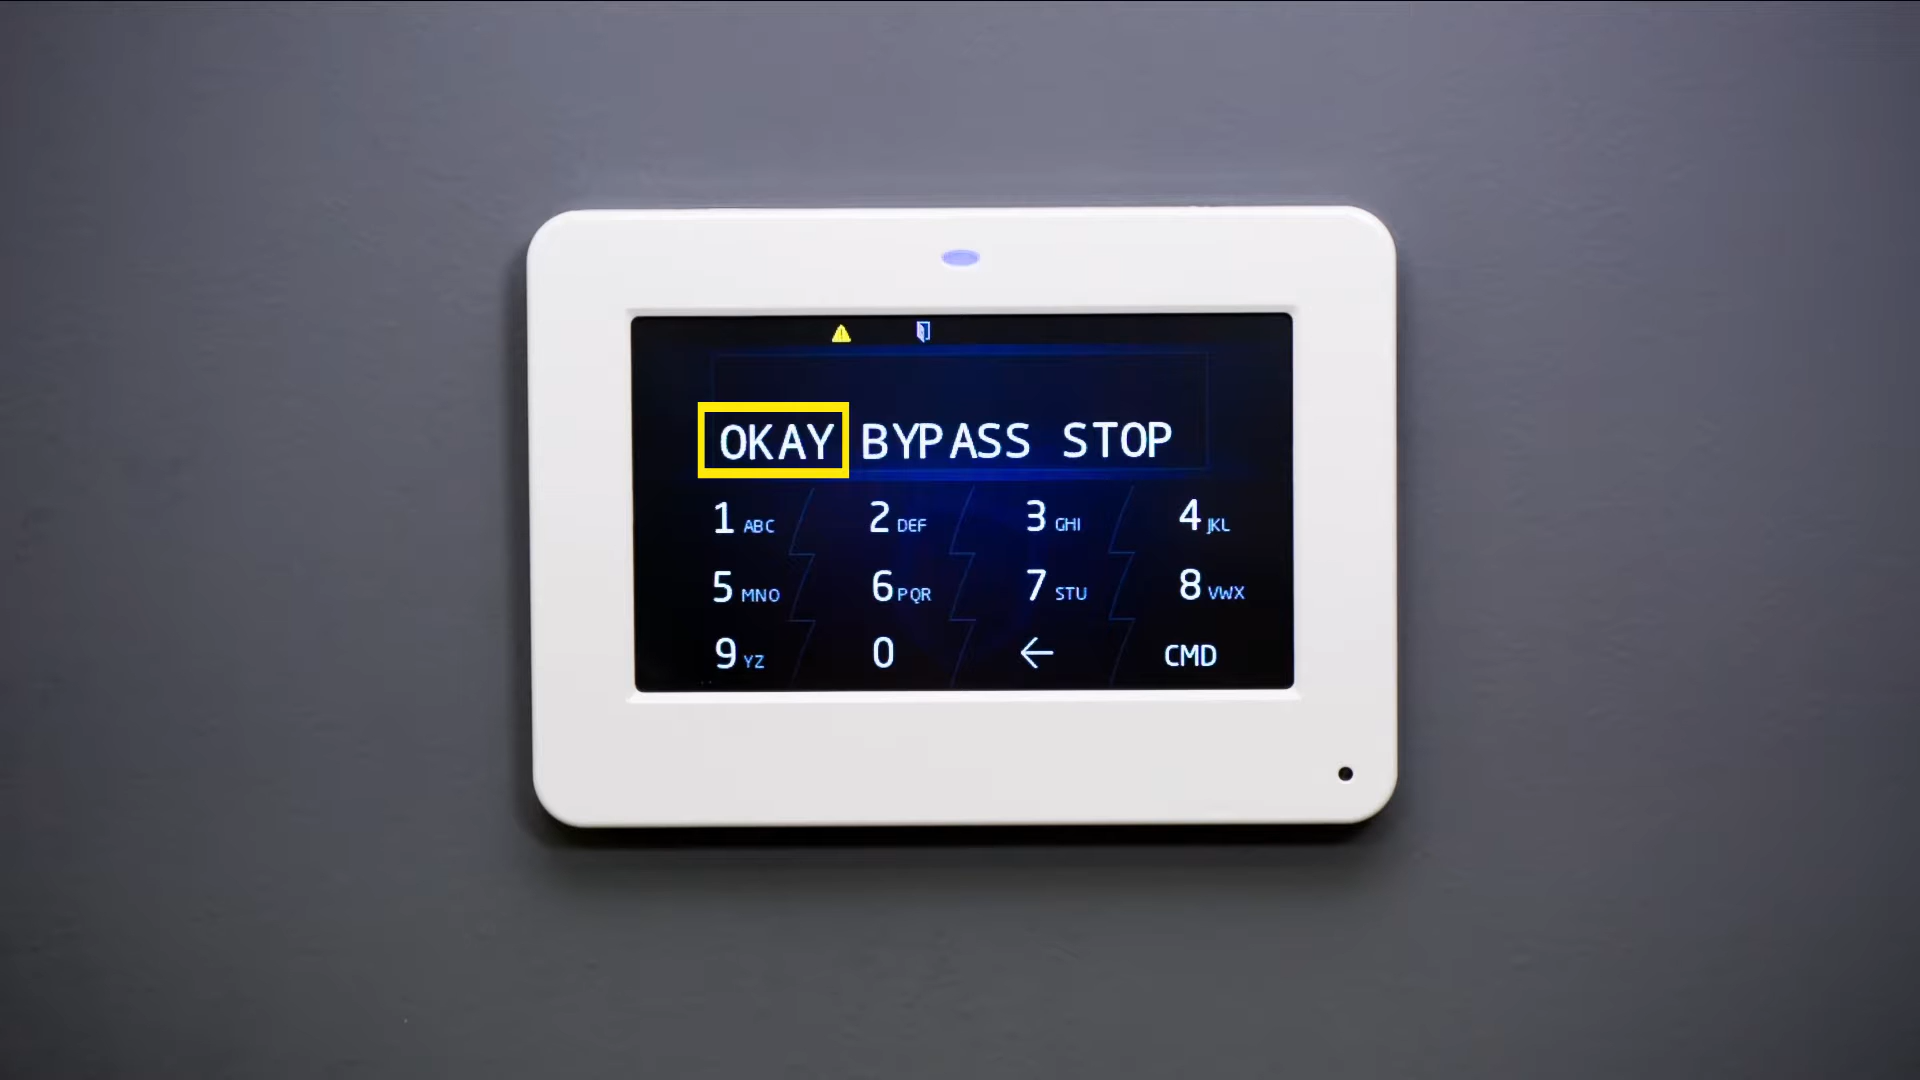 OKAY BYPASS STOP
1 ABC 2 DEF 3 GHI 4 JKL
5 MNO 6 PQR 7 STU 8 VWX
9 YZ 0 ← CMD